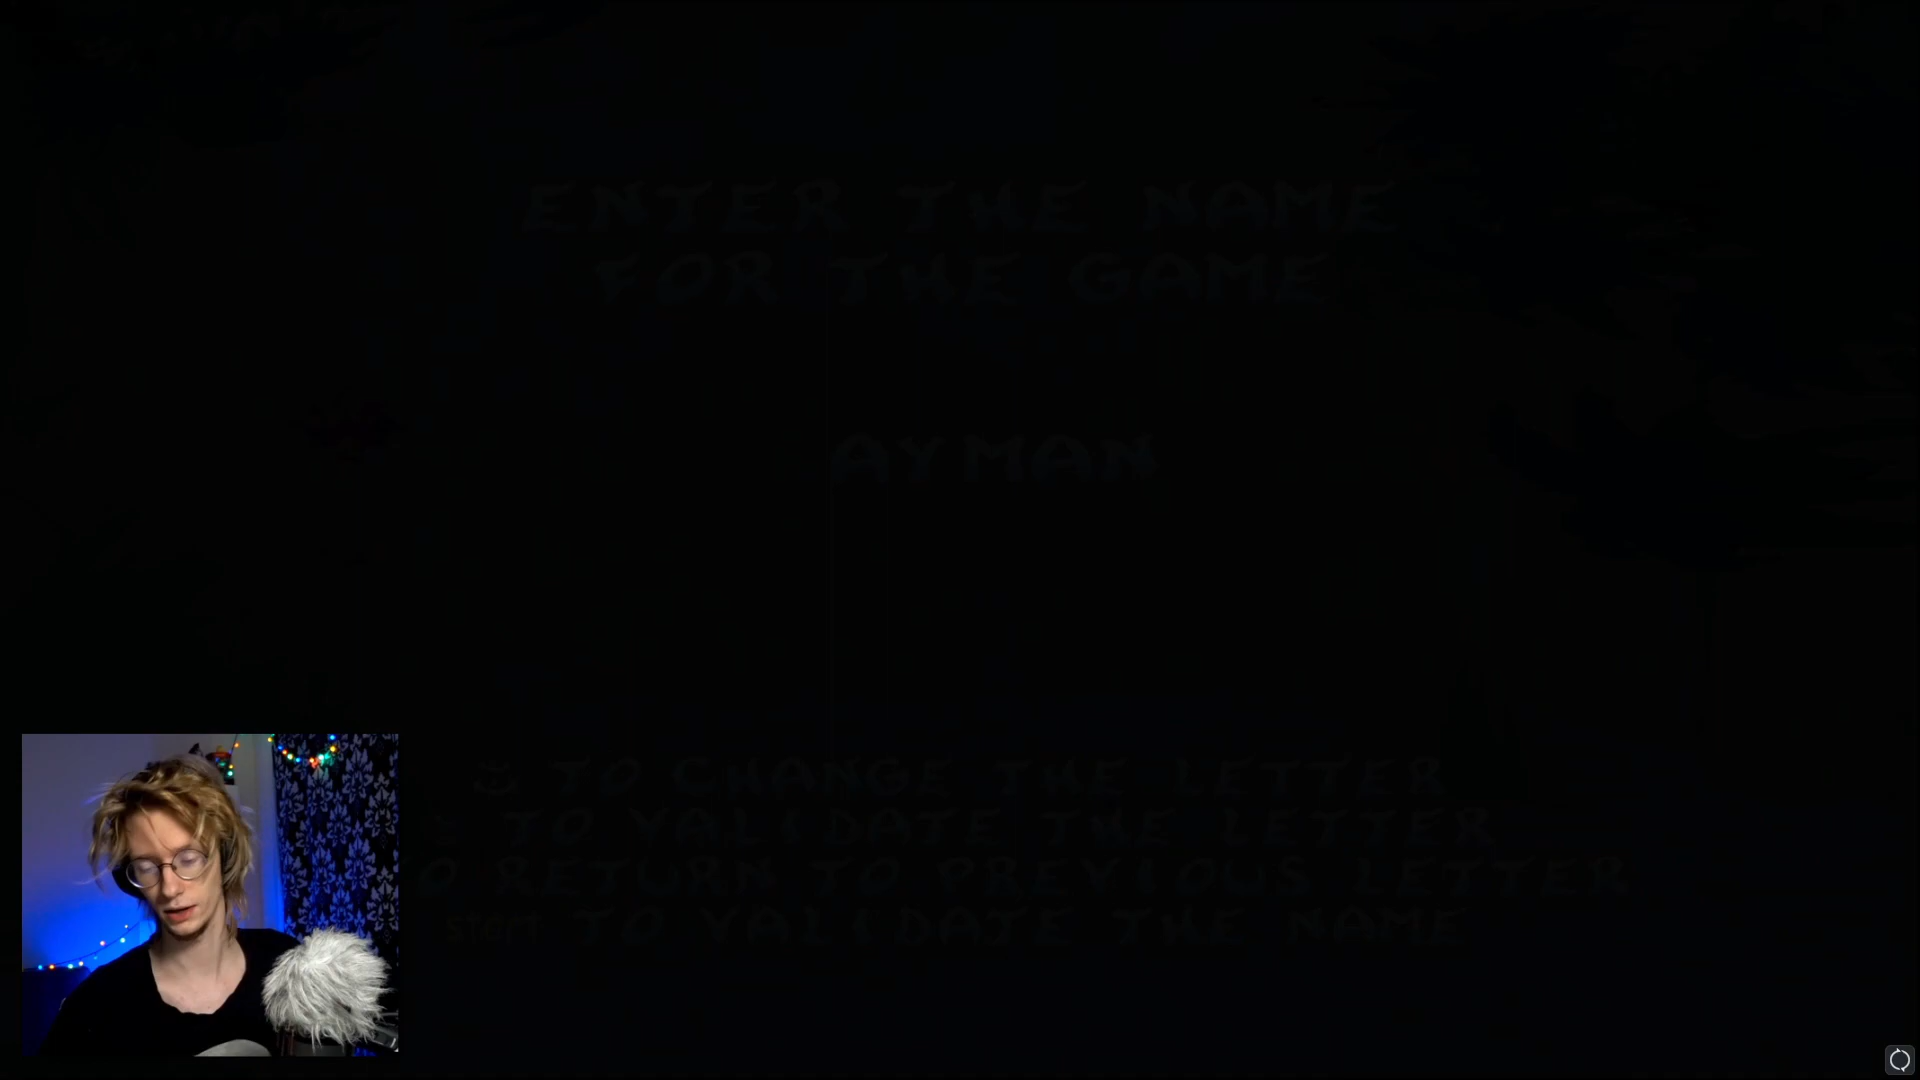 ENTER THE NAME
FOR THE GAME
AYMAN
TO CHANGE THE LETTER
TO VALIDATE THE LETTER
O RETURN TO PREVIOUS LETTER
START TO VALIDATE THE NAME